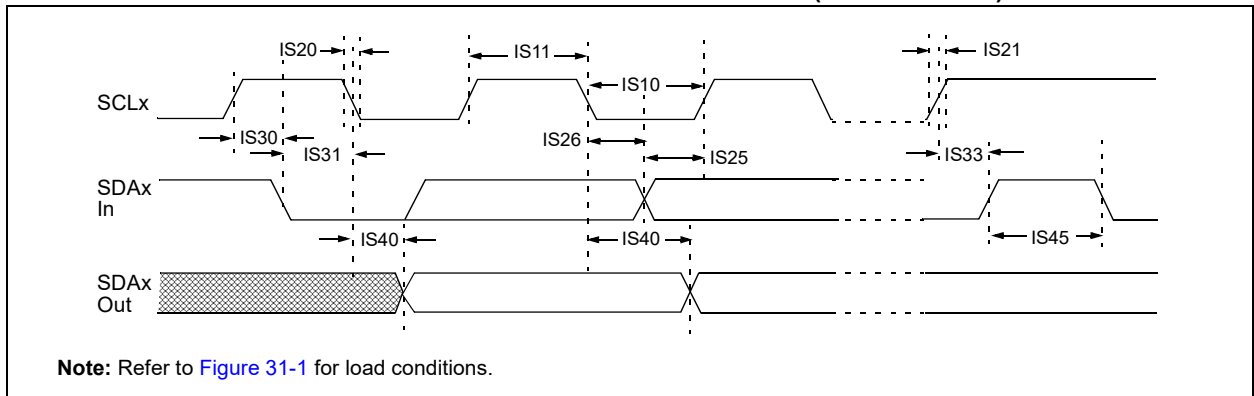 IS20
IS11
IS21
IS10
SCLx
IS30
IS26
IS31
IS25
IS33
SDAx
In
IS40
IS40
IS45
SDAx
Out
Note: Refer to Figure 31-1 for load conditions.